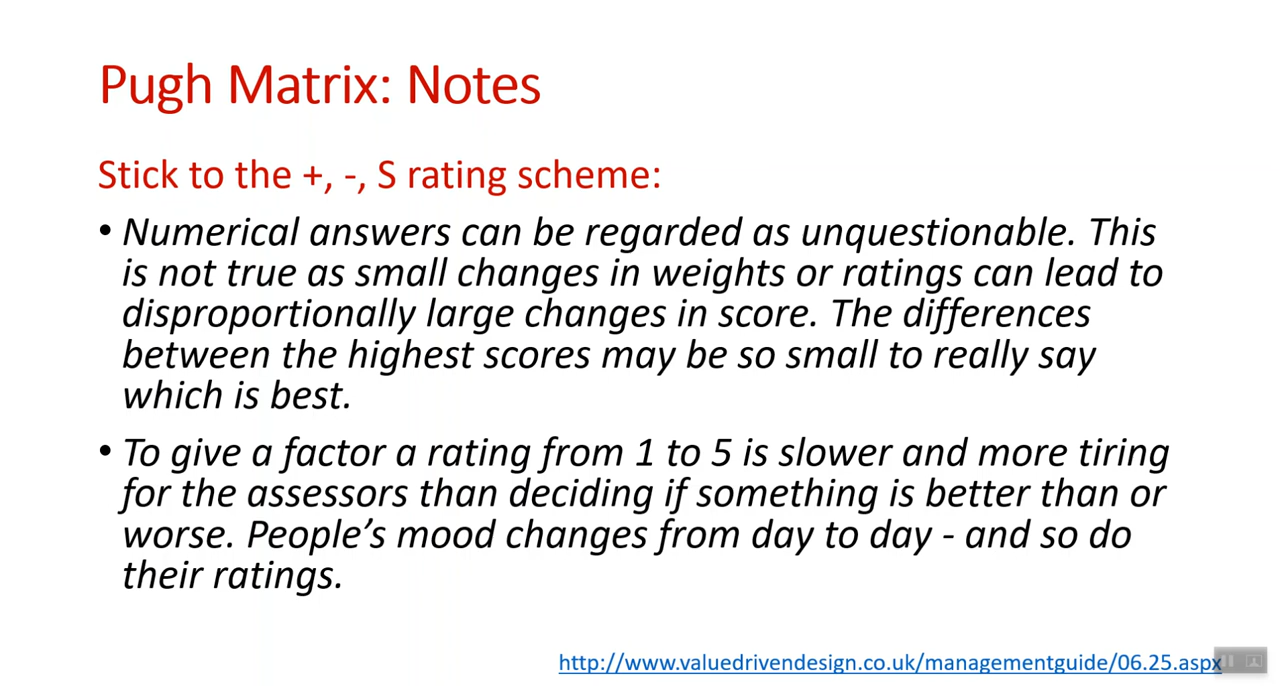 Pugh Matrix: Notes
Stick to the +, -, S rating scheme:
• Numerical answers can be regarded as unquestionable. This
is not true as small changes in weights or ratings can lead to
disproportionally large changes in score. The differences
between the highest scores may be so small to really say
which is best.
• To give a factor a rating from 1 to 5 is slower and more tiring
for the assessors than deciding if something is better than or
worse. People’s mood changes from day to day - and so do
their ratings.
http://www.valuedrivendesign.co.uk/managementguide/06.25.aspx